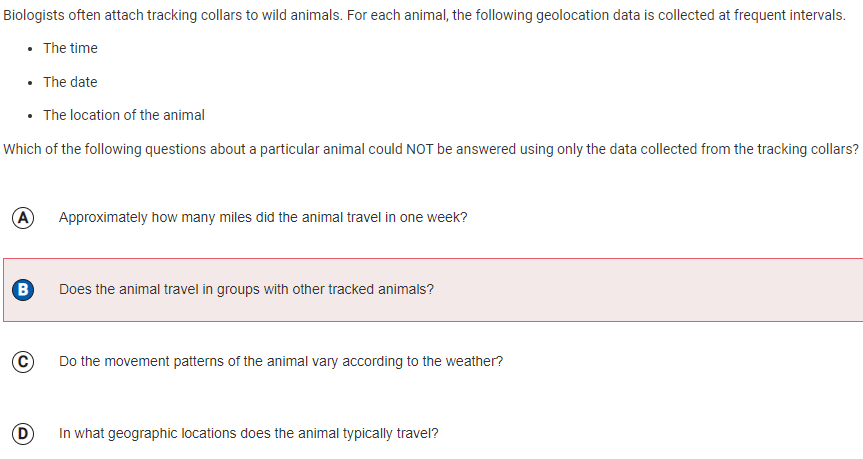 Biologists often attach tracking collars to wild animals. For each animal, the following geolocation data is collected at frequent intervals.
• The time
• The date
• The location of the animal
Which of the following questions about a particular animal could NOT be answered using only the data collected from the tracking collars?
A Approximately how many miles did the animal travel in one week?
B Does the animal travel in groups with other tracked animals?
C Do the movement patterns of the animal vary according to the weather?
D In what geographic locations does the animal typically travel?